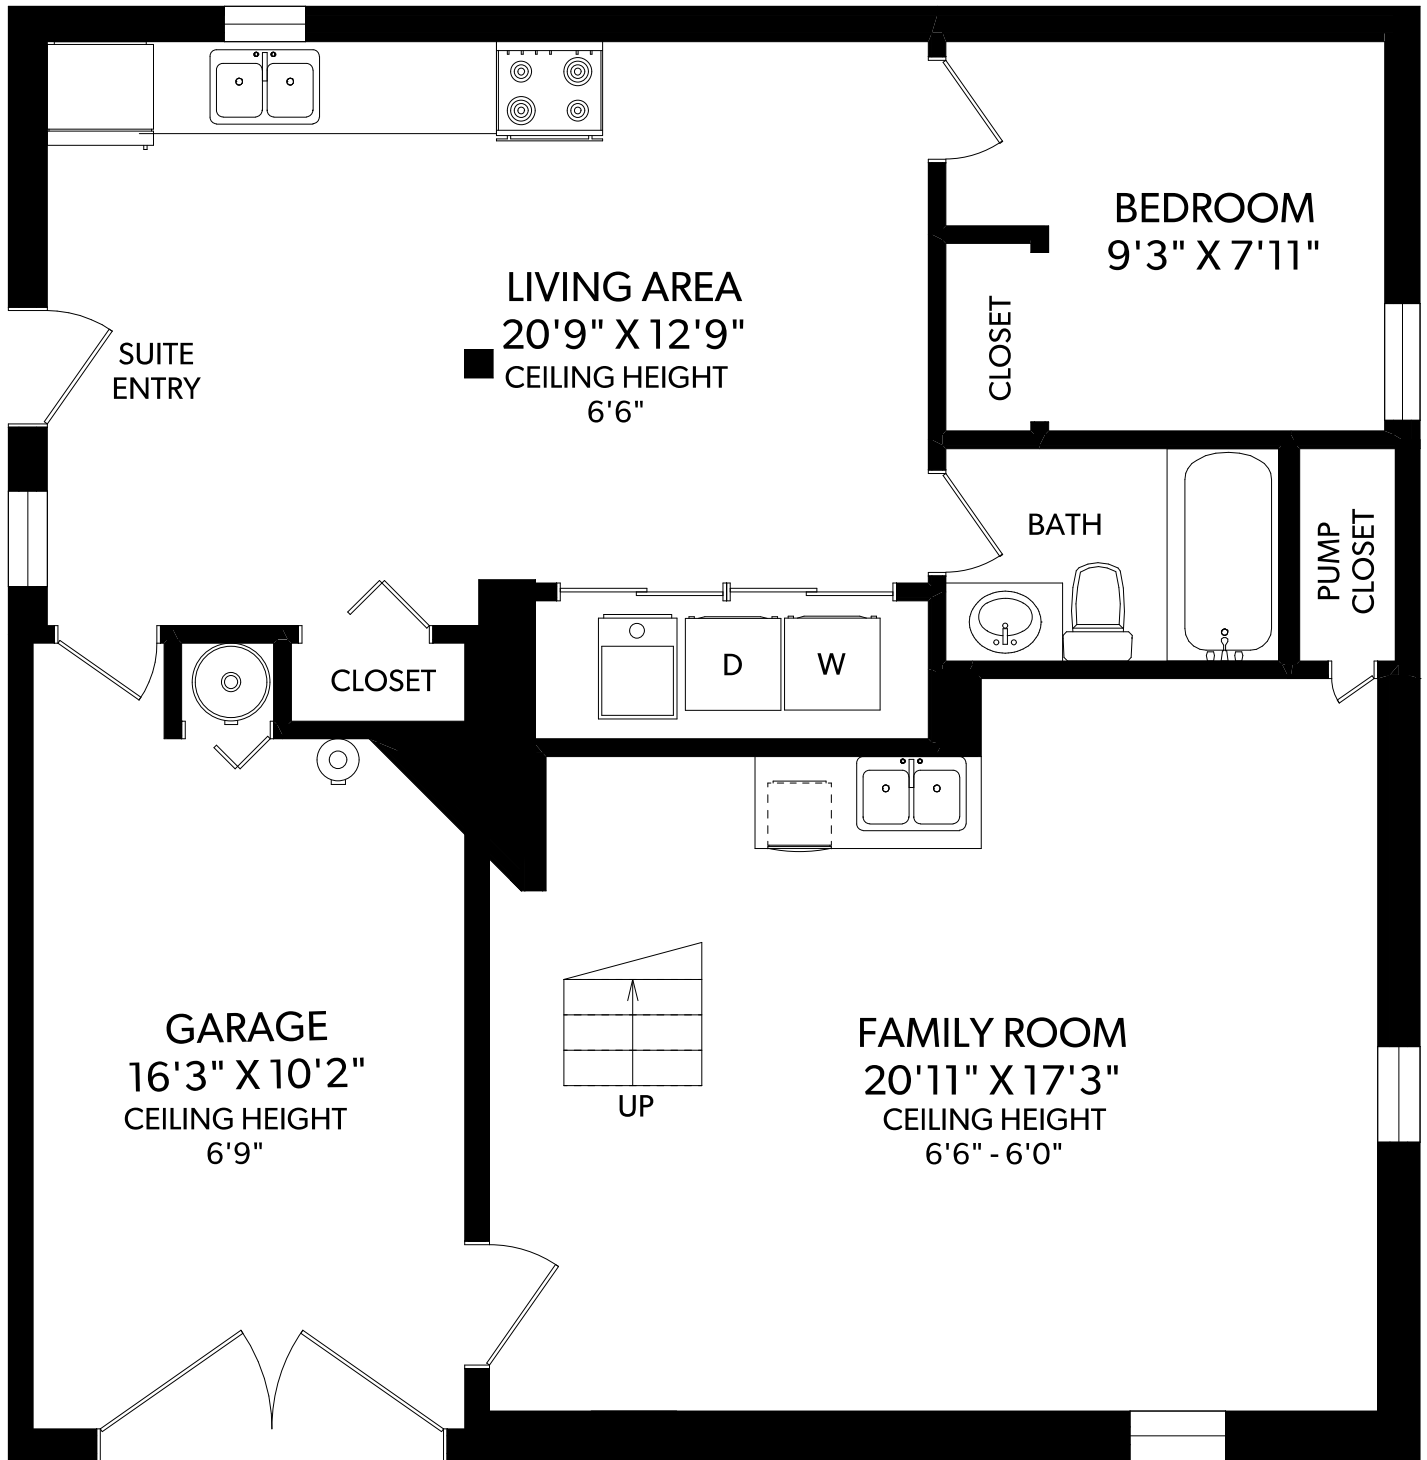 BEDROOM
9'3" X 7'11"
LIVING AREA
20'9" X 12'9"
CEILING HEIGHT
6'6"
CLOSET
SUITE
ENTRY
BATH
PUMP
CLOSET
CLOSET
D
W
GARAGE
16'3" X 10'2"
CEILING HEIGHT
6'9"
UP
FAMILY ROOM
20'11" X 17'3"
CEILING HEIGHT
6'6" - 6'0"